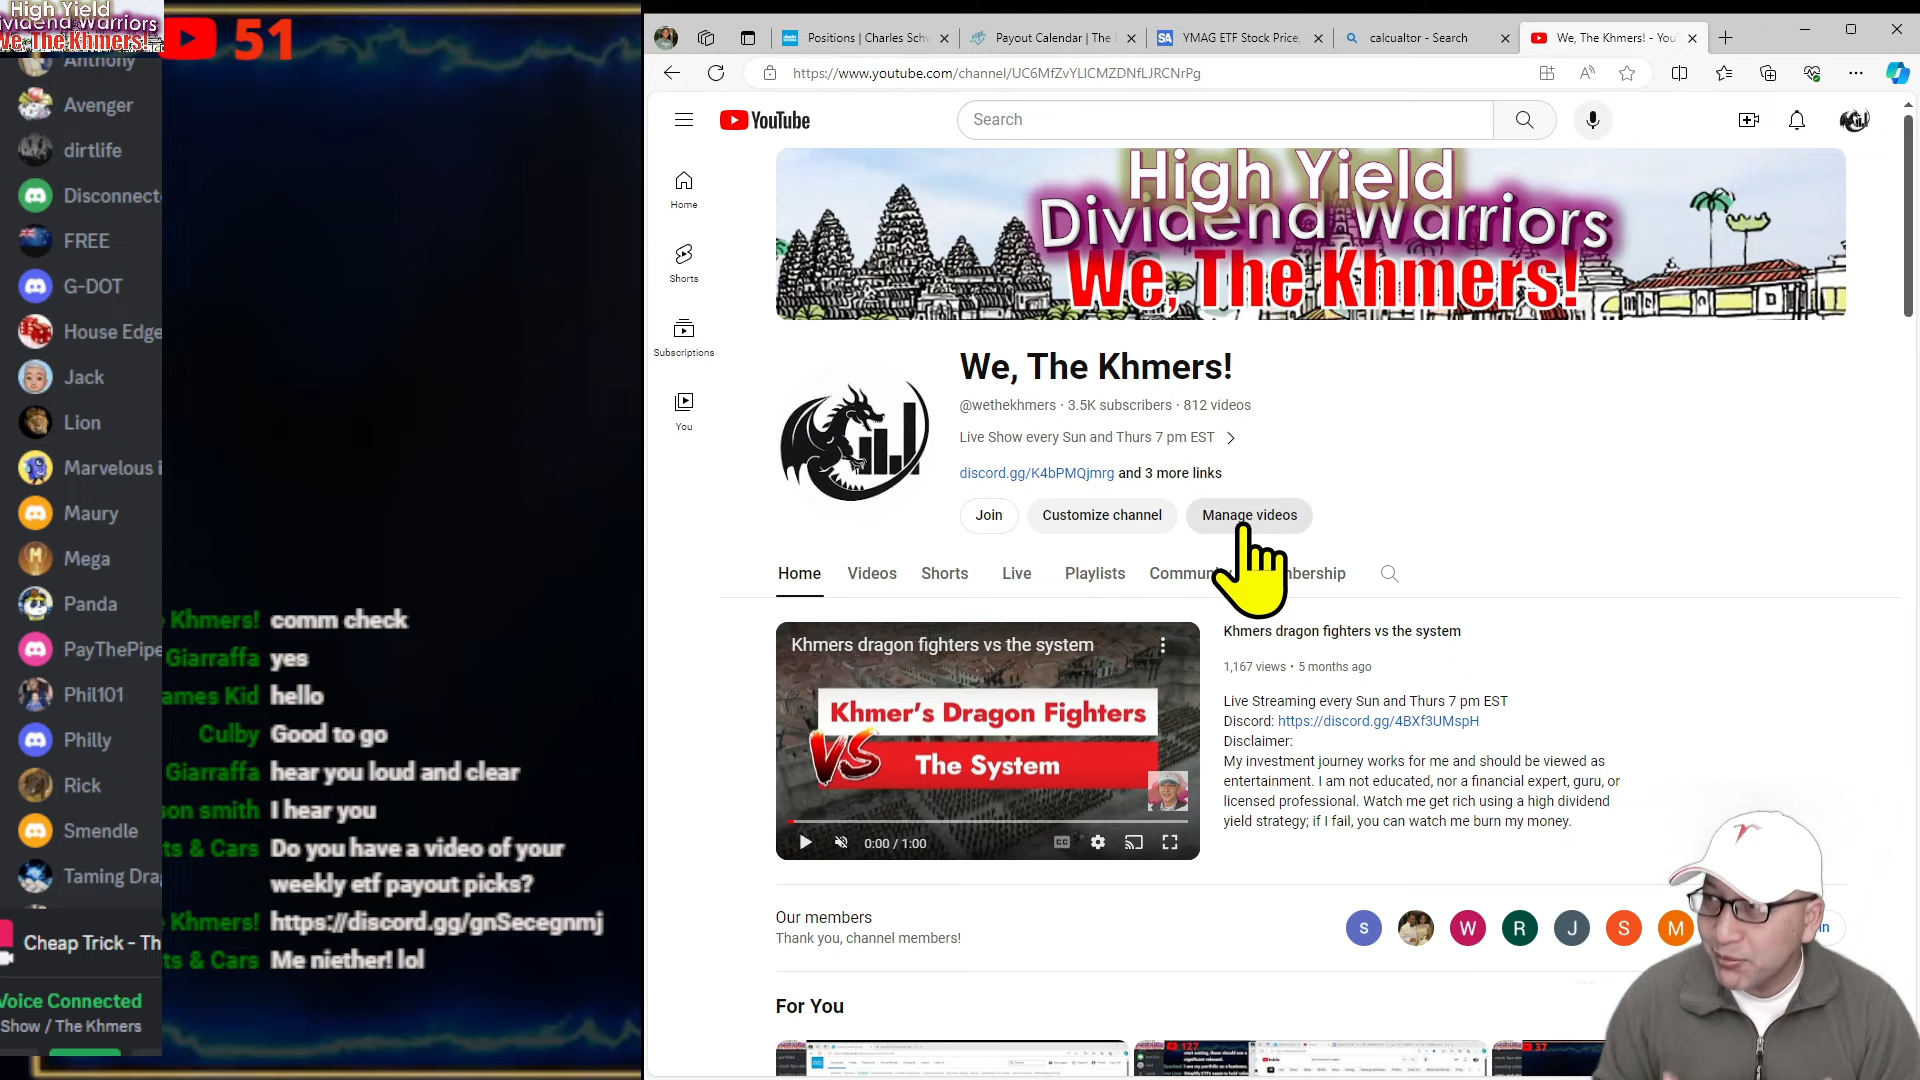 High Yield
Dividend Warriors
We, The Khmers!
51
Anthony
Avenger
dirtlife
Disconnect
FREE
G-DOT
House Edge
Jack
Lion
Marvelous i
Maury
Mega
Panda
PayThePipe
Phil101
Philly
Rick
Smendle
Taming Dra
Cheap Trick - Th
Voice Connected
Show / The Khmers
Khmers! comm check
Giarraffa yes
ames Kid hello
Culby Good to go
Giarraffa hear you loud and clear
son smith I hear you
ts & Cars Do you have a video of your
weekly etf payout picks?
Khmers! https://discord.gg/gnSecegnmj
ts & Cars Me niether! lol
Positions | Charles Schw
Payout Calendar | The
YMAG ETF Stock Price,
calcualtor - Search
We, The Khmers! - You
https://www.youtube.com/channel/UC6MfZvYLlCMZDNfLJRCNrPg
YouTube
Search
Home
Shorts
Subscriptions
You
High Yield
Dividend Warriors
We, The Khmers!
We, The Khmers!
@wethekhmers · 3.5K subscribers · 812 videos
Live Show every Sun and Thurs 7 pm EST
discord.gg/K4bPMQjmrg and 3 more links
Join Customize channel Manage videos
Home Videos Shorts Live Playlists Commun bership
Khmers dragon fighters vs the system
Khmer's Dragon Fighters
VS The System
0:00 / 1:00
Khmers dragon fighters vs the system
1,167 views • 5 months ago
Live Streaming every Sun and Thurs 7 pm EST
Discord: https://discord.gg/4BXf3UMspH
Disclaimer:
My investment journey works for me and should be viewed as
entertainment. I am not educated, nor a financial expert, guru, or
licensed professional. Watch me get rich using a high dividend
yield strategy; if I fail, you can watch me burn my money.
Our members
Thank you, channel members!
S W R J S M
in
For You
127
37